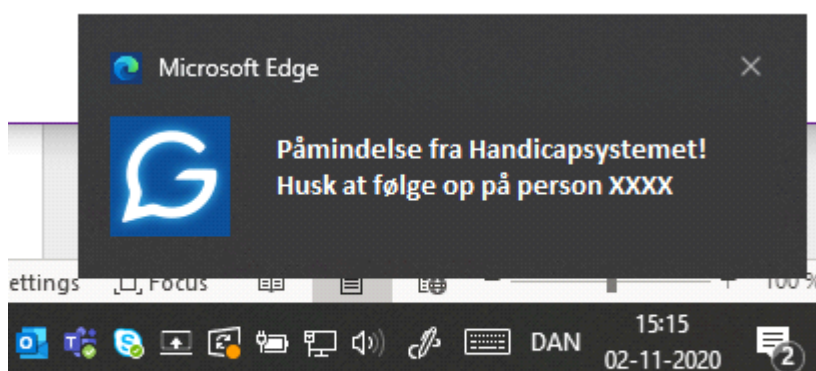 Microsoft Edge
Påmindelse fra Handicapsystemet!
Husk at følge op på person XXXX
ettings Focus 100 %
DAN 15:15
02-11-2020 2